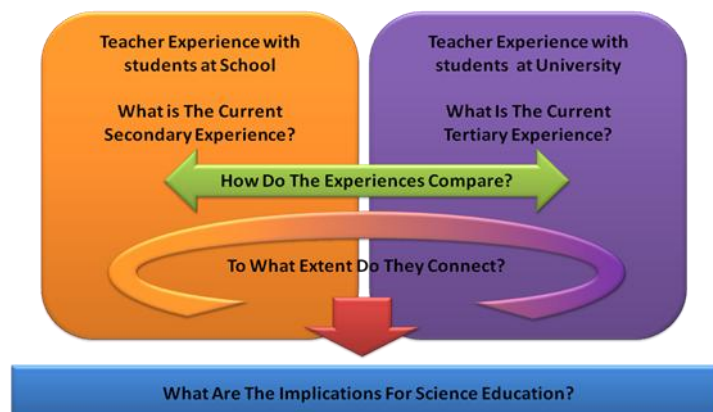 Teacher Experience with
students at School
What is The Current
Secondary Experience?
Teacher Experience with
students at University
What Is The Current
Tertiary Experience?
How Do The Experiences Compare?
To What Extent Do They Connect?
What Are The Implications For Science Education?